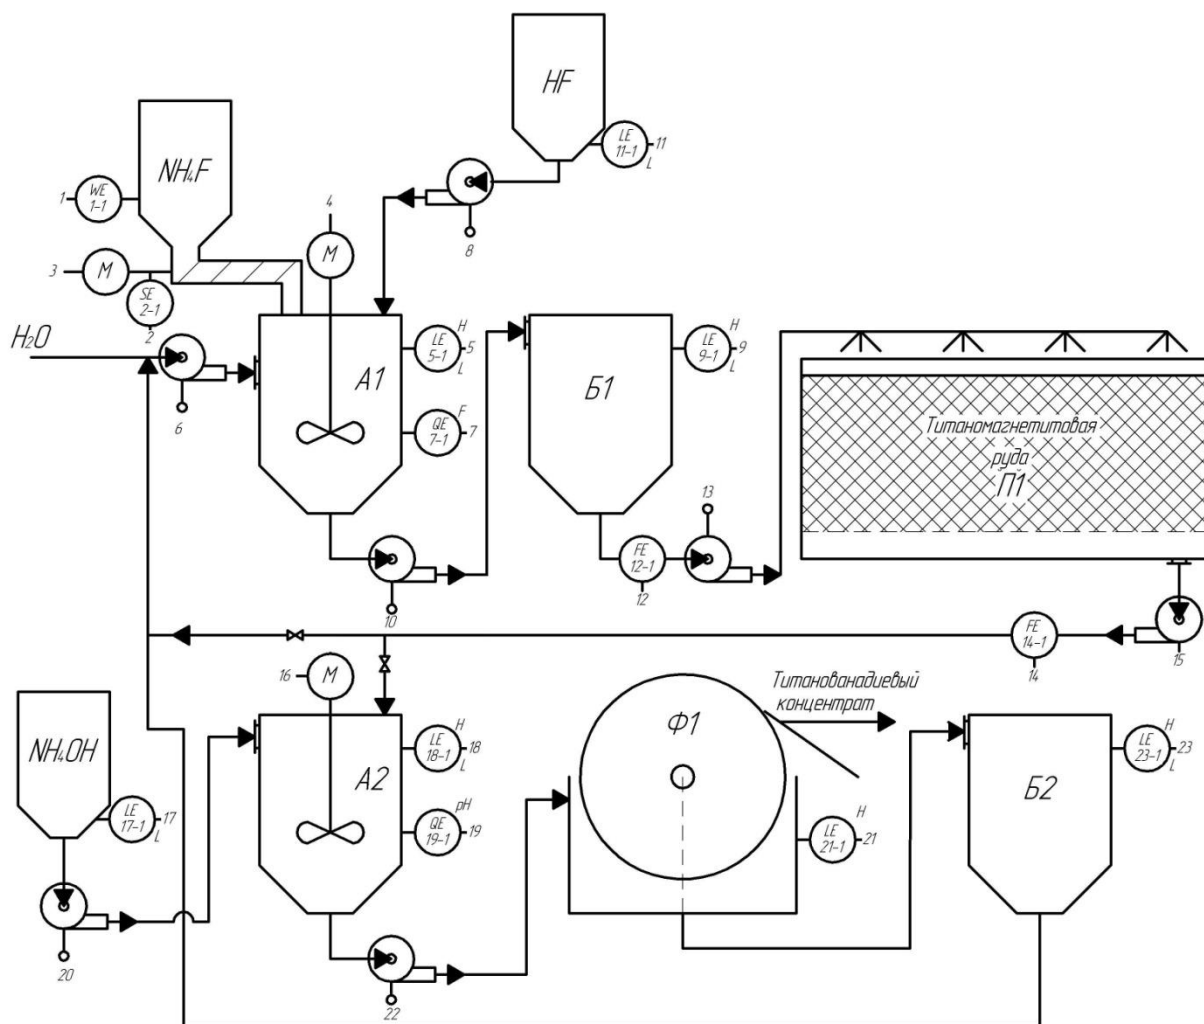 HF
LE
11-1
11
L
NH₄F
WE
1-1
1
4
M
8
3
M
SE
2-1
2
H₂O
6
А1
LE
5-1
H
5
L
QE
7-1
F
7
10
Б1
LE
9-1
H
9
L
FE
12-1
12
13
Титаномагнетитовая
руда
П1
15
FE
14-1
14
16
M
NH₄OH
LE
17-1
17
L
20
А2
LE
18-1
H
18
L
QE
19-1
pH
19
22
Ф1
Титанованадиевый
концентрат
LE
21-1
H
21
Б2
LE
23-1
H
23
L